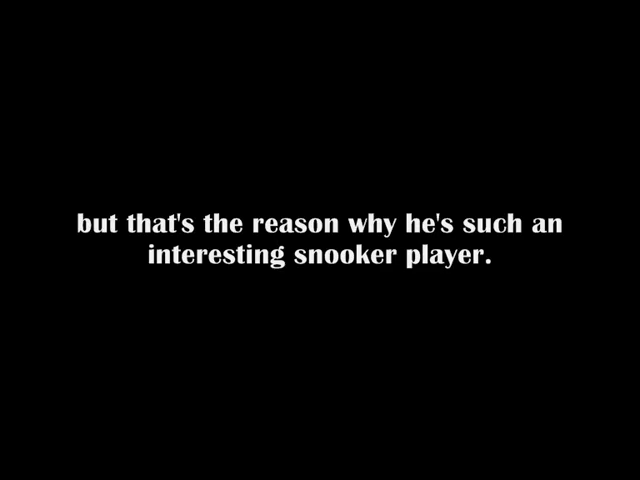 but that's the reason why he's such an
interesting snooker player.